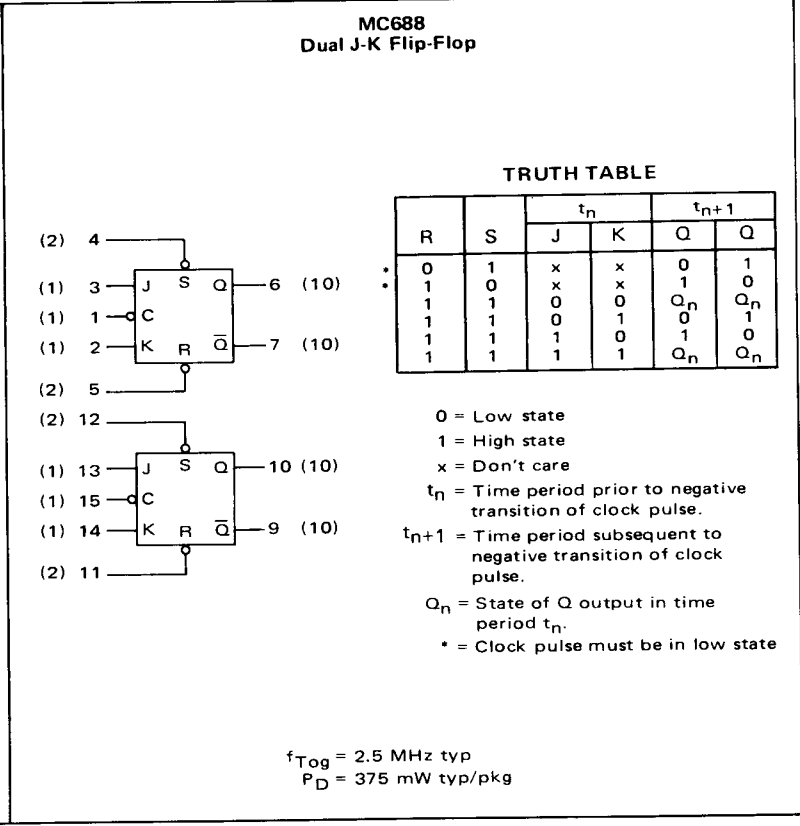 MC688
Dual J-K Flip-Flop
TRUTH TABLE
tn tn+1
R S J K Q Q
* 0 1 x x 0 1
* 1 0 x x 1 0
1 1 0 0 Qn Qn
1 1 0 1 0 1
1 1 1 0 1 0
1 1 1 1 Qn Qn
(2) 4
(1) 3 J S Q 6 (10)
(1) 1 C
(1) 2 K R Q̅ 7 (10)
(2) 5
(2) 12
(1) 13 J S Q 10 (10)
(1) 15 C
(1) 14 K R Q̅ 9 (10)
(2) 11
0 = Low state
1 = High state
x = Don't care
tn = Time period prior to negative
transition of clock pulse.
tn+1 = Time period subsequent to
negative transition of clock
pulse.
Qn = State of Q output in time
period tn.
* = Clock pulse must be in low state
fTog = 2.5 MHz typ
PD = 375 mW typ/pkg